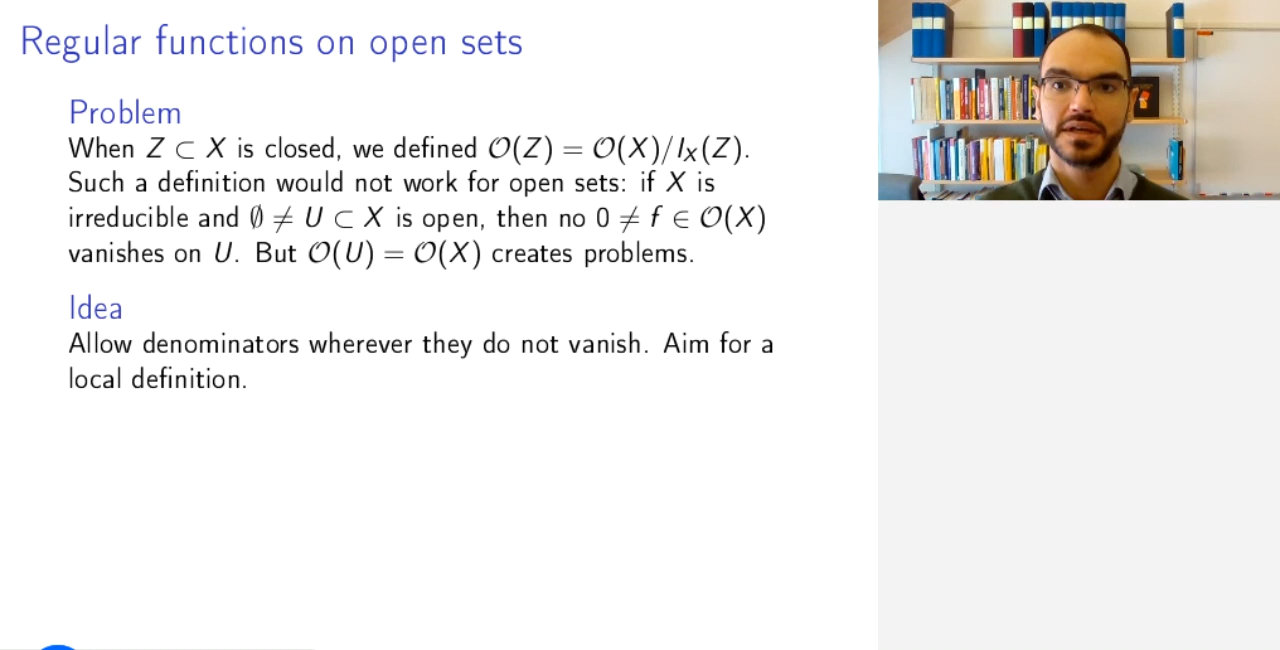 Regular functions on open sets
Problem
When Z ⊂ X is closed, we defined 𝒪(Z) = 𝒪(X)/I_X(Z).
Such a definition would not work for open sets: if X is
irreducible and ∅ ≠ U ⊂ X is open, then no 0 ≠ f ∈ 𝒪(X)
vanishes on U. But 𝒪(U) = 𝒪(X) creates problems.
Idea
Allow denominators wherever they do not vanish. Aim for a
local definition.